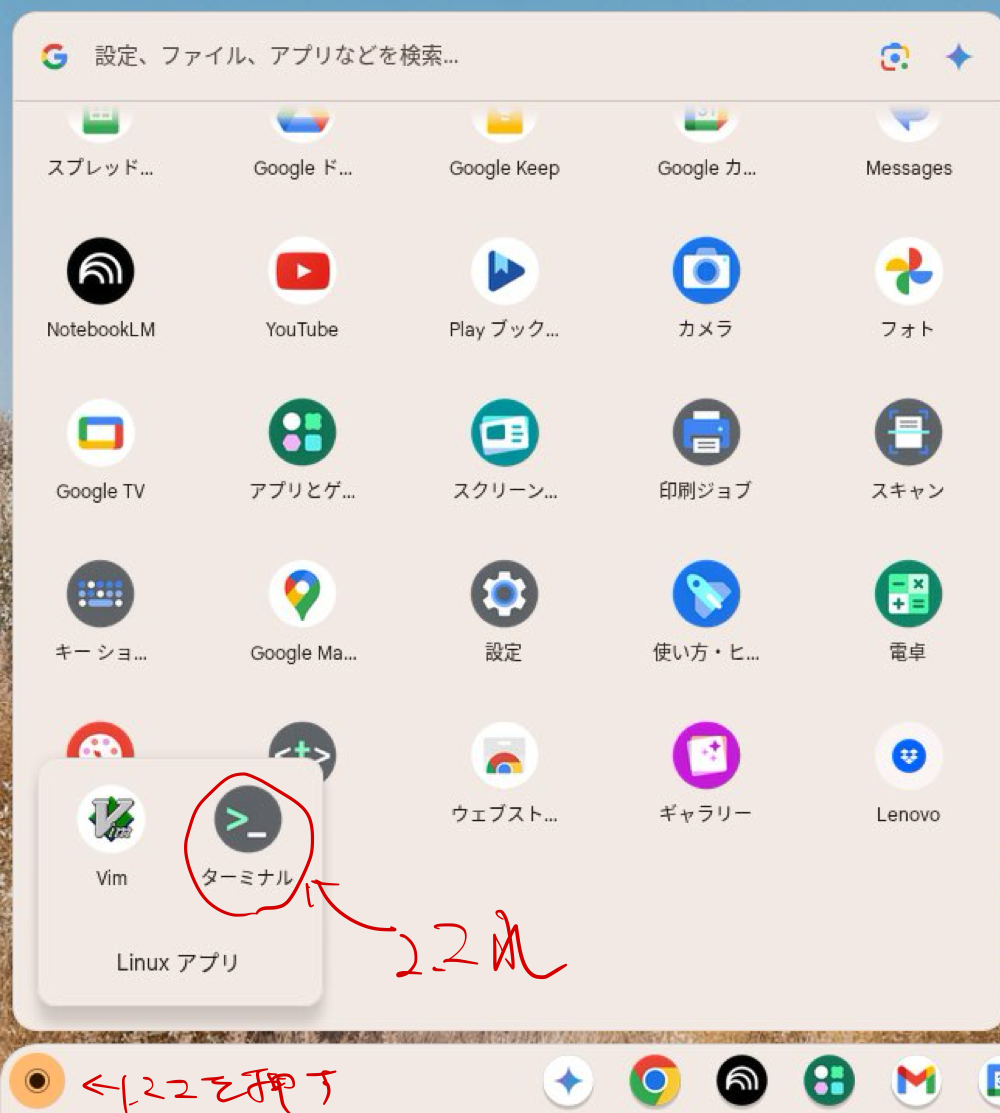 設定、ファイル、アプリなどを検索...
31
スプレッド...
Google ド...
Google Keep
Google カ...
Messages
NotebookLM
YouTube
Play ブック...
カメラ
フォト
Google TV
アプリとゲ...
スクリーン...
印刷ジョブ
スキャン
キー ショ...
Google Ma...
設定
使い方・ヒ...
電卓
ウェブスト...
ギャラリー
Lenovo
Vim
ターミナル
Linux アプリ
2.これ
←1.ここを押す